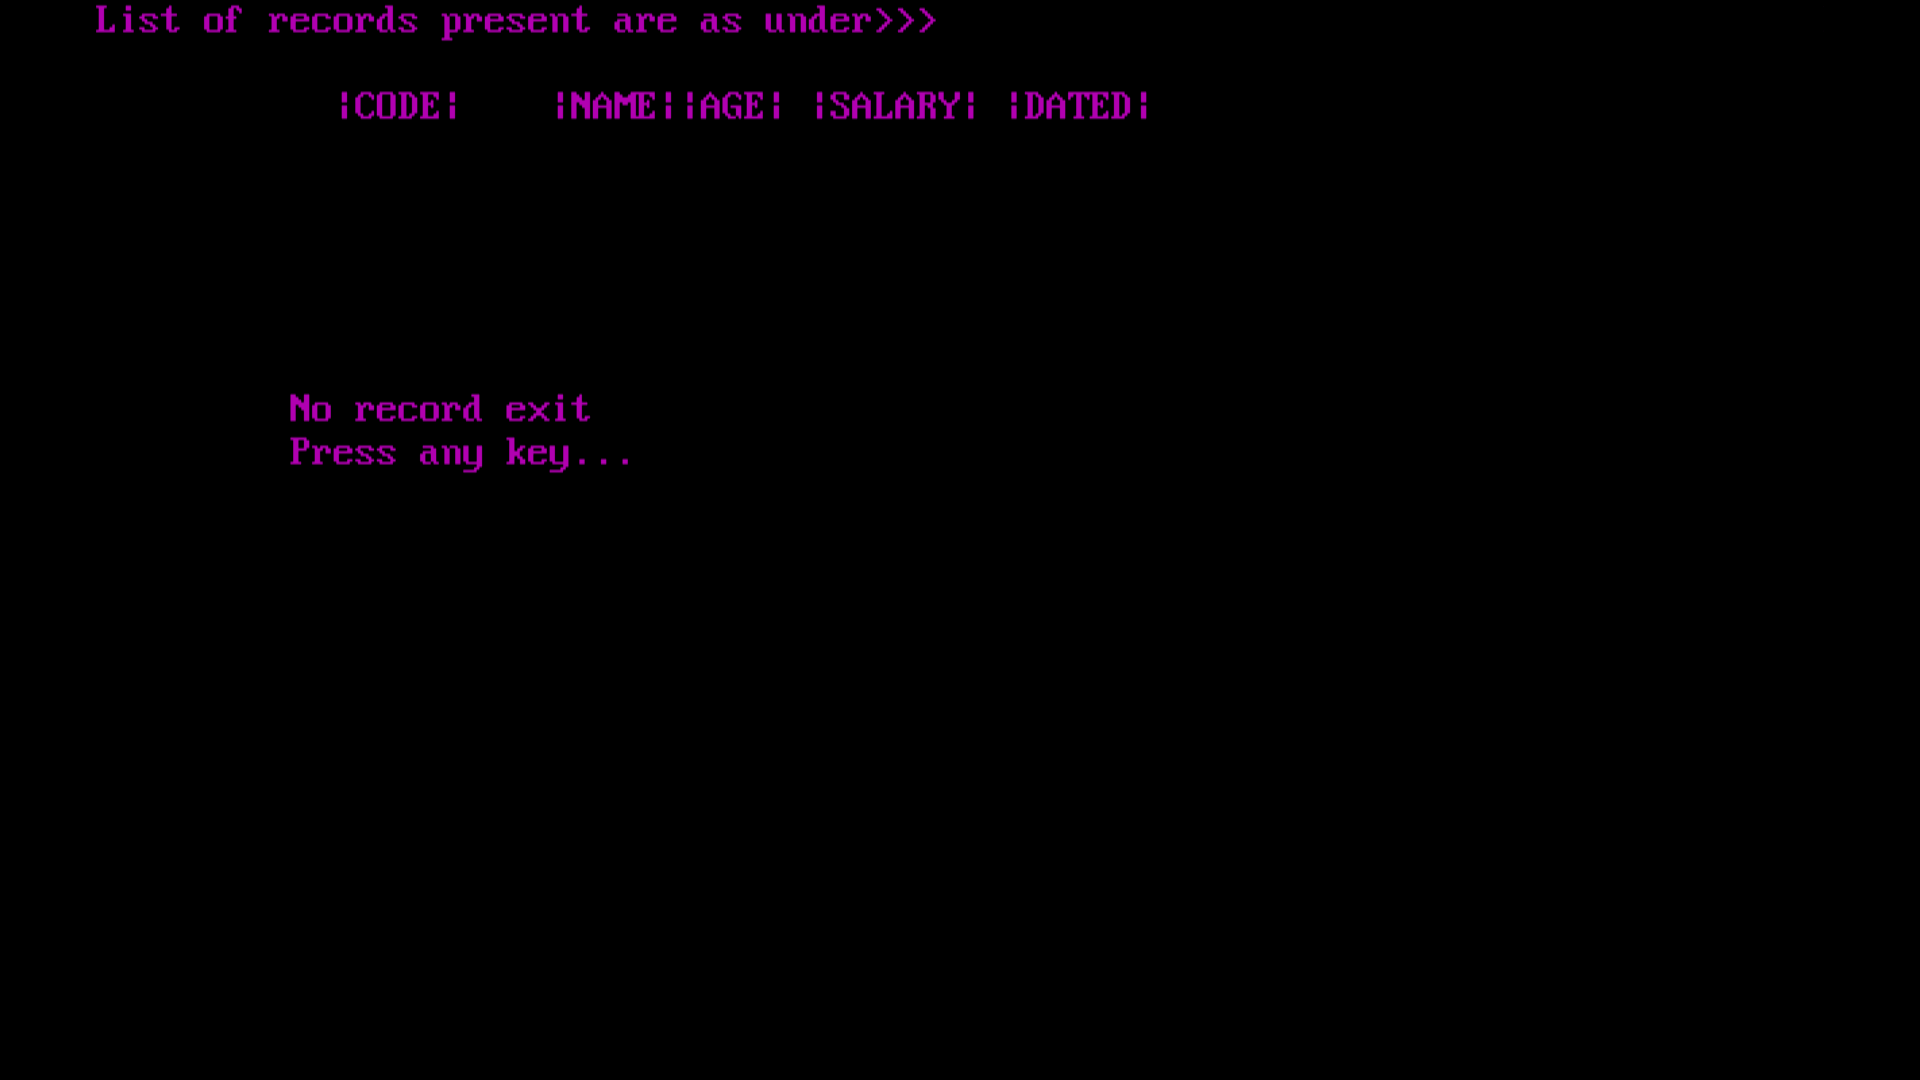 List of records present are as under>>>
|CODE| |NAME||AGE| |SALARY| |DATED|
No record exit
Press any key...